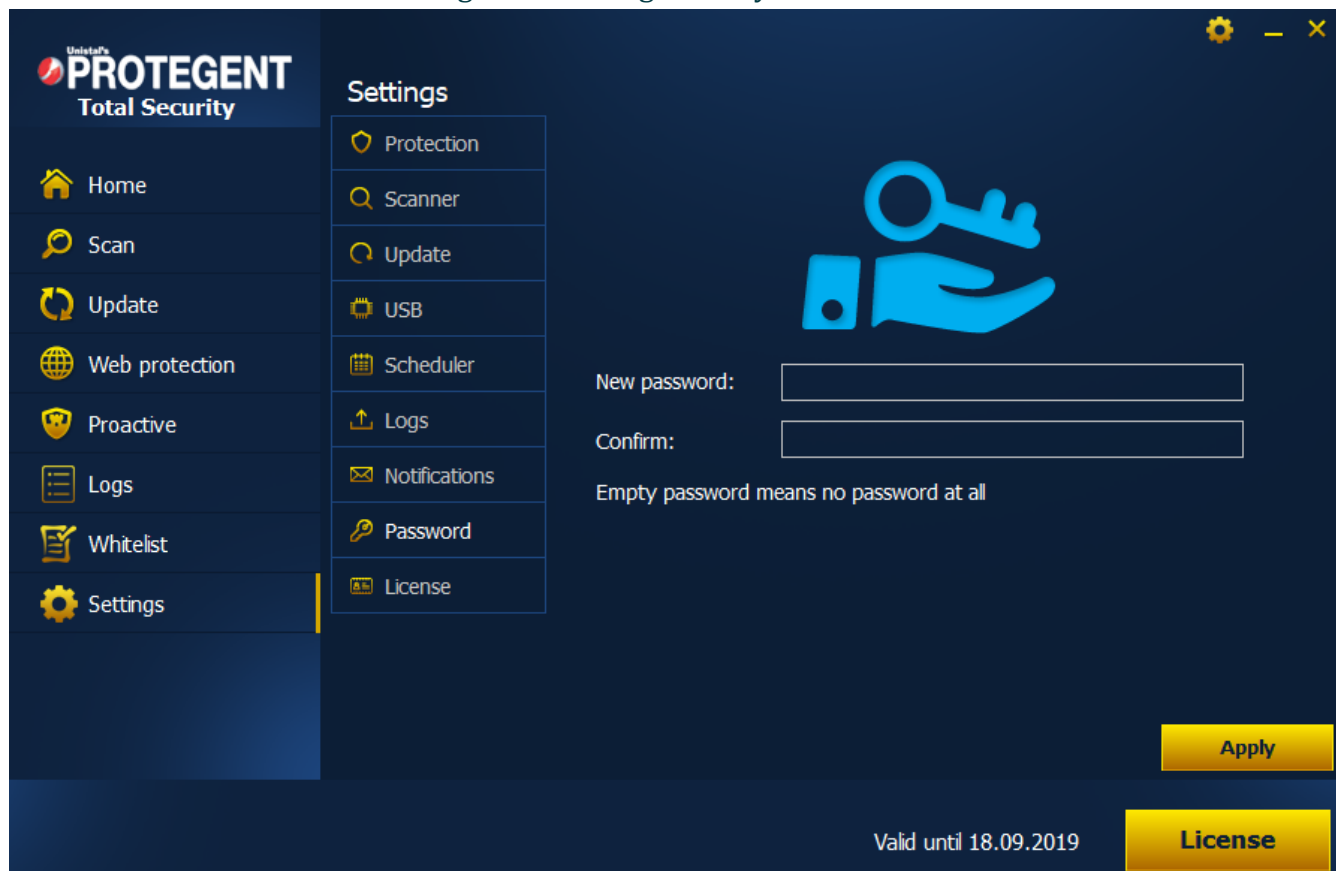 Unistal's
PROTEGENT
Total Security
Home
Scan
Update
Web protection
Proactive
Logs
Whitelist
Settings
Settings
Protection
Scanner
Update
USB
Scheduler
Logs
Notifications
Password
License
New password:
Confirm:
Empty password means no password at all
Apply
Valid until 18.09.2019
License